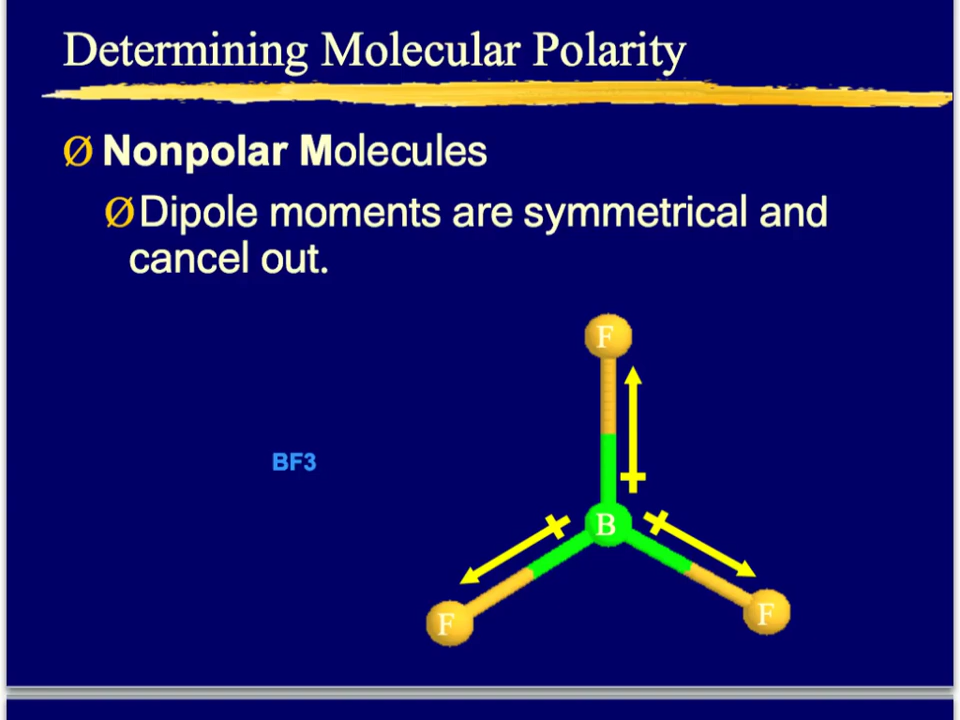 Determining Molecular Polarity
Ø Nonpolar Molecules
Ø Dipole moments are symmetrical and
cancel out.
F
BF3
B
F
F